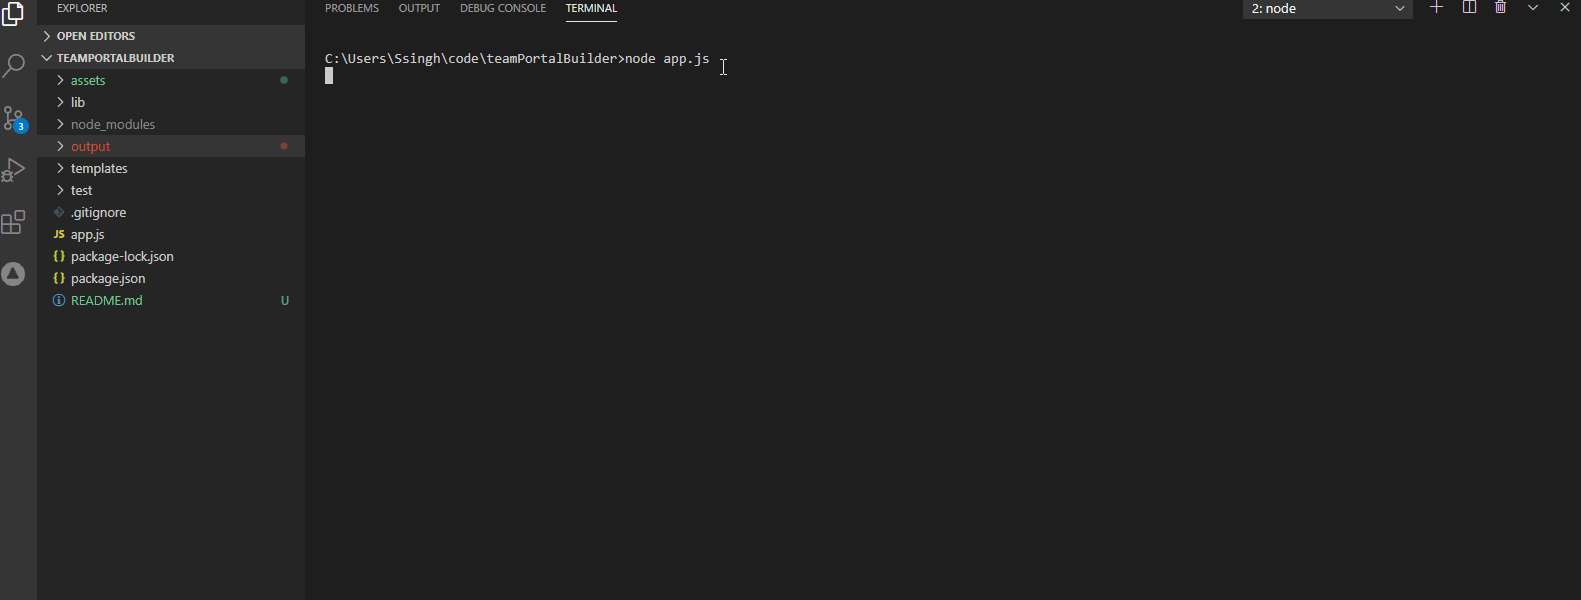 EXPLORER
OPEN EDITORS
TEAMPORTALBUILDER
assets
lib
node_modules
output
templates
test
.gitignore
JS app.js
{} package-lock.json
{} package.json
README.md U
3
PROBLEMS OUTPUT DEBUG CONSOLE TERMINAL
2: node
C:\Users\Ssingh\code\teamPortalBuilder>node app.js